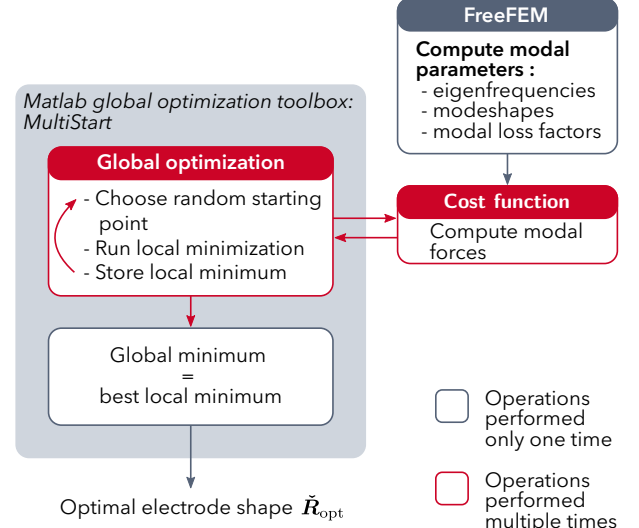 FreeFEM
Compute modal
parameters :
- eigenfrequencies
- modeshapes
- modal loss factors
Matlab global optimization toolbox:
MultiStart
Global optimization
- Choose random starting
point
- Run local minimization
- Store local minimum
Cost function
Compute modal
forces
Global minimum
=
best local minimum
Optimal electrode shape Ř_opt
Operations
performed
only one time
Operations
performed
multiple times